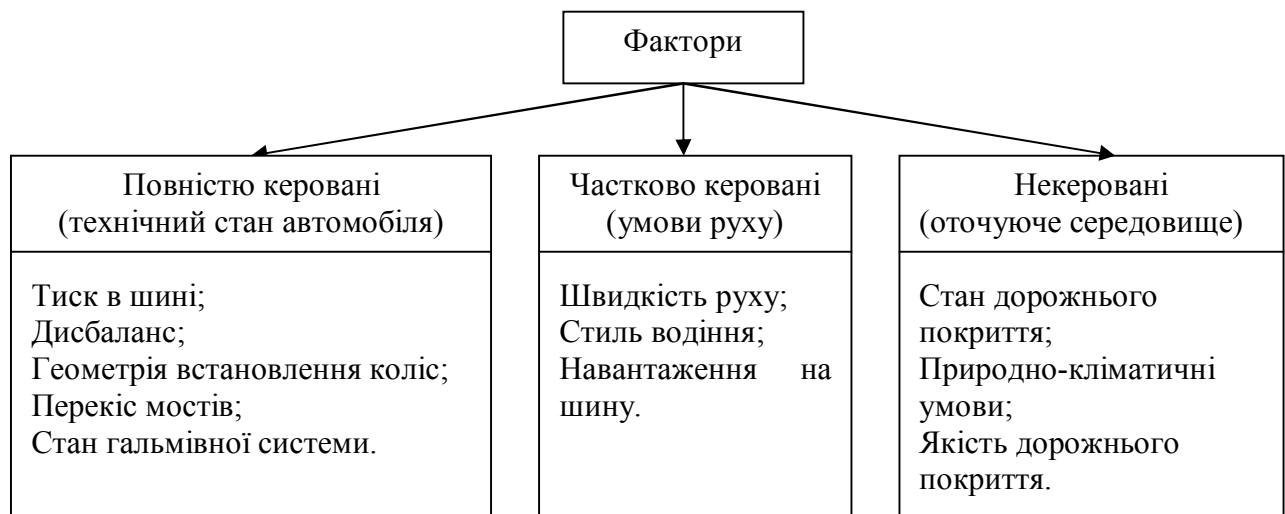 Фактори
Повністю керовані
(технічний стан автомобіля)
Тиск в шині;
Дисбаланс;
Геометрія встановлення коліс;
Перекіс мостів;
Стан гальмівної системи.
Частково керовані
(умови руху)
Швидкість руху;
Стиль водіння;
Навантаження на
шину.
Некеровані
(оточуюче середовище)
Стан дорожнього
покриття;
Природно-кліматичні
умови;
Якість дорожнього
покриття.